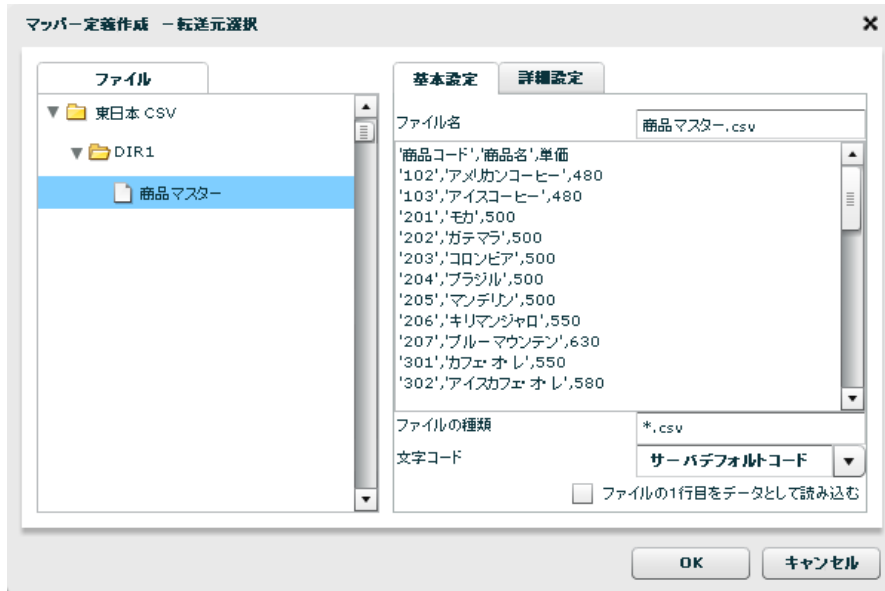 マッパー定義作成 －転送元選択
ファイル
東日本 CSV
DIR1
商品マスター
基本設定 詳細設定
ファイル名 商品マスター.csv
'商品コード','商品名',単価
'102','アメリカンコーヒー',480
'103','アイスコーヒー',480
'201','モカ',500
'202','ガテマラ',500
'203','コロンビア',500
'204','ブラジル',500
'205','マンデリン',500
'206','キリマンジャロ',550
'207','ブルーマウンテン',630
'301','カフェ・オ・レ',550
'302','アイスカフェ・オ・レ',580
ファイルの種類 *.csv
文字コード サーバデフォルトコード
ファイルの1行目をデータとして読み込む
OK キャンセル